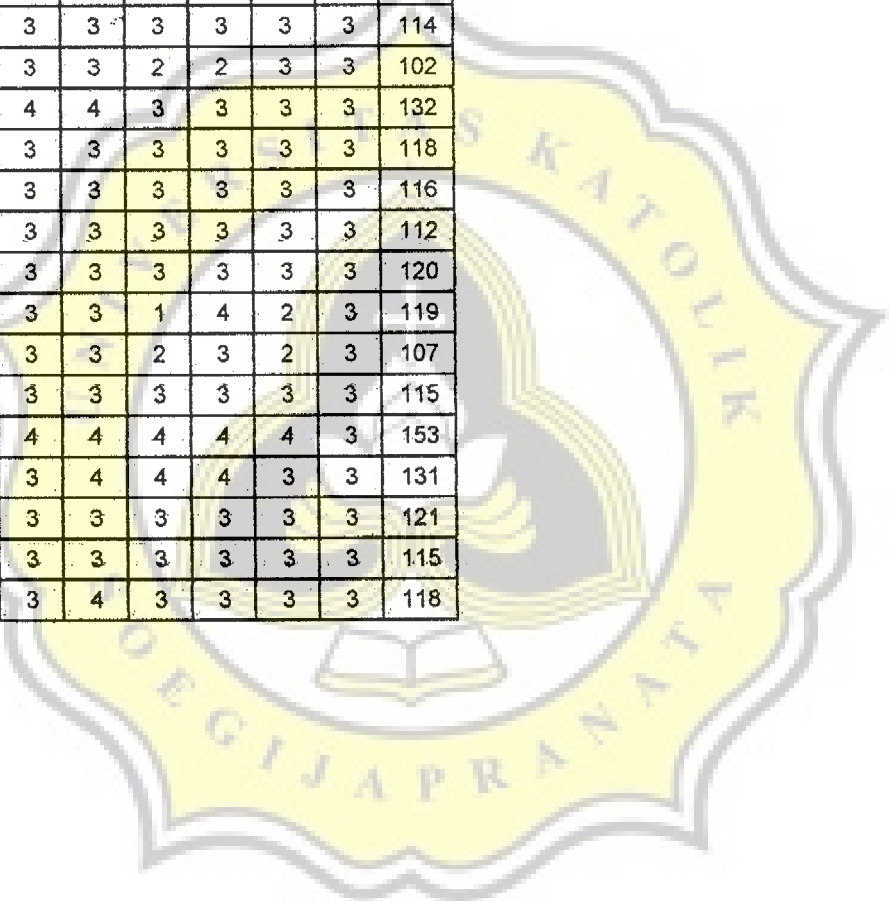 3 3 3 3 3 3 114
3 3 2 2 3 3 102
4 4 3 3 3 3 132
3 3 3 3 3 3 118
3 3 3 3 3 3 116
3 3 3 3 3 3 112
3 3 3 3 3 3 120
3 3 1 4 2 3 119
3 3 2 3 2 3 107
3 3 3 3 3 3 115
4 4 4 4 4 3 153
3 4 4 4 3 3 131
3 3 3 3 3 3 121
3 3 3 3 3 3 115
3 4 3 3 3 3 118
UNIVERSITAS KATOLIK
SOEGIJAPRANATA